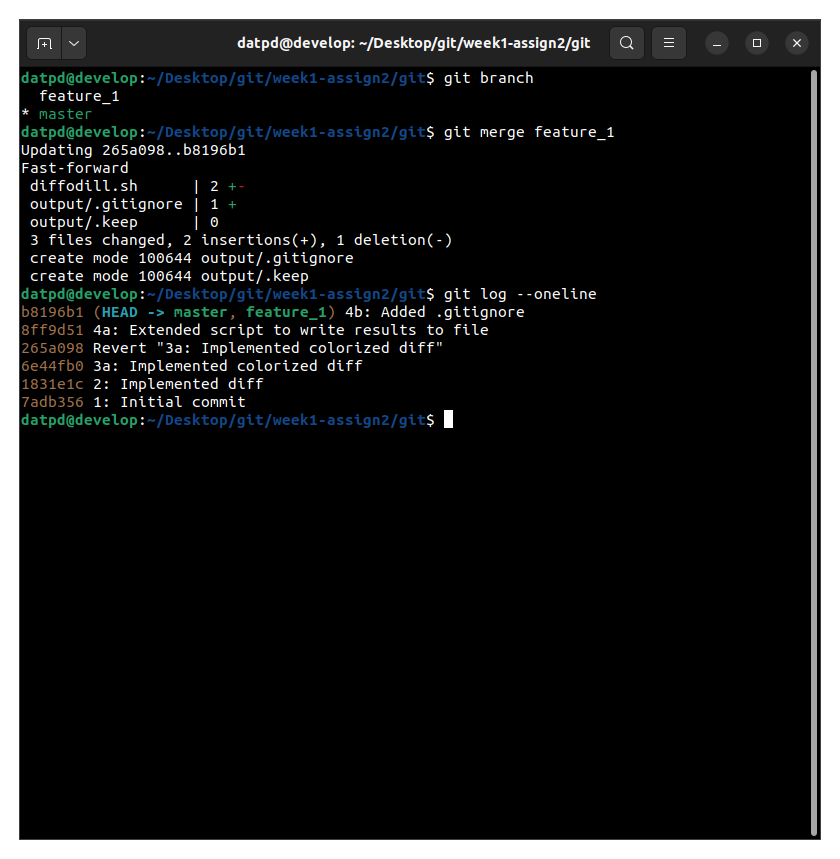 datpd@develop: ~/Desktop/git/week1-assign2/git
datpd@develop:~/Desktop/git/week1-assign2/git$ git branch
  feature_1
* master
datpd@develop:~/Desktop/git/week1-assign2/git$ git merge feature_1
Updating 265a098..b8196b1
Fast-forward
 diffodill.sh      | 2 +-
 output/.gitignore | 1 +
 output/.keep      | 0
 3 files changed, 2 insertions(+), 1 deletion(-)
 create mode 100644 output/.gitignore
 create mode 100644 output/.keep
datpd@develop:~/Desktop/git/week1-assign2/git$ git log --oneline
b8196b1 (HEAD -> master, feature_1) 4b: Added .gitignore
8ff9d51 4a: Extended script to write results to file
265a098 Revert "3a: Implemented colorized diff"
6e44fb0 3a: Implemented colorized diff
1831e1c 2: Implemented diff
7adb356 1: Initial commit
datpd@develop:~/Desktop/git/week1-assign2/git$